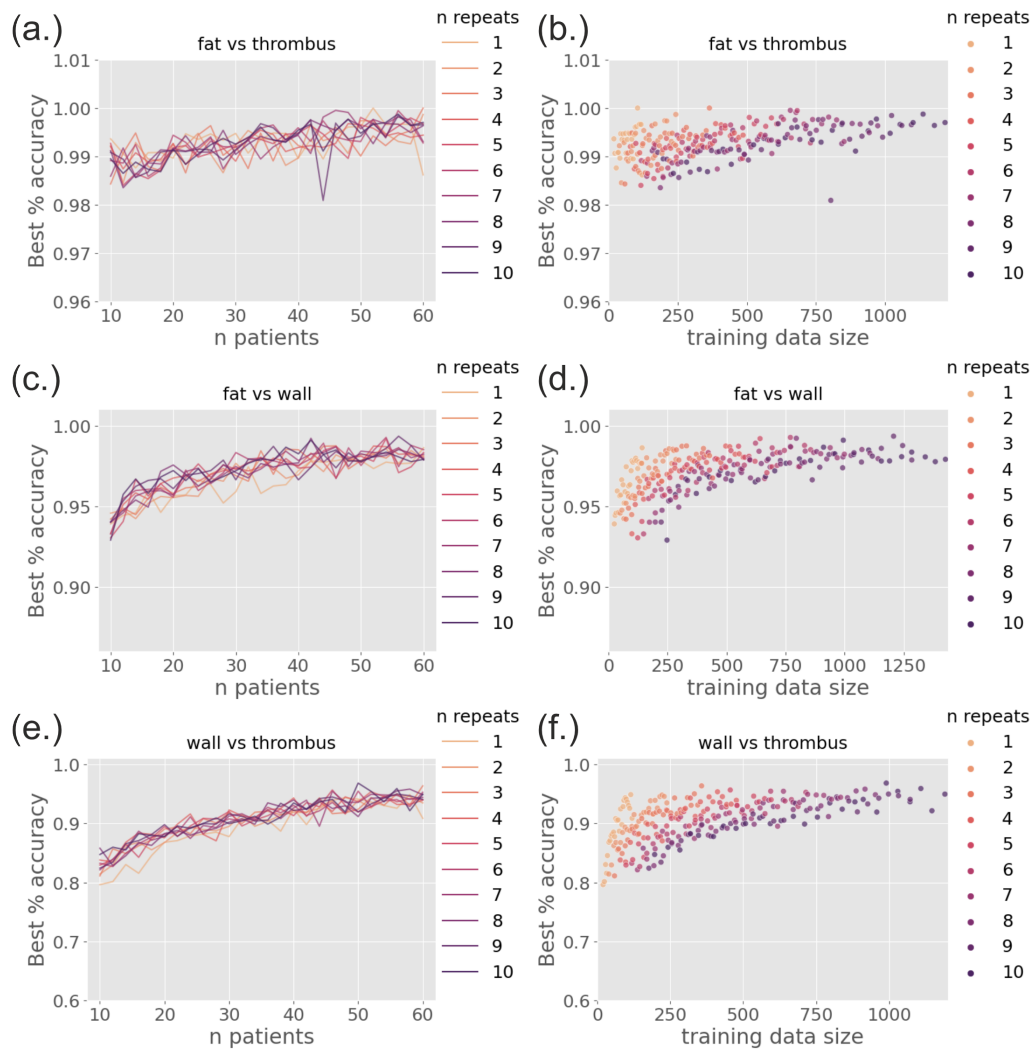 (a.)
fat vs thrombus
Best % accuracy
1.01
1.00
0.99
0.98
0.97
0.96
10 20 30 40 50 60
n patients
n repeats
1
2
3
4
5
6
7
8
9
10
(b.)
fat vs thrombus
1.01
1.00
0.99
0.98
0.97
0.96
0 250 500 750 1000
training data size
n repeats
1
2
3
4
5
6
7
8
9
10
(c.)
fat vs wall
Best % accuracy
1.00
0.95
0.90
10 20 30 40 50 60
n patients
n repeats
1
2
3
4
5
6
7
8
9
10
(d.)
fat vs wall
Best % accuracy
1.00
0.95
0.90
0 250 500 750 1000 1250
training data size
n repeats
1
2
3
4
5
6
7
8
9
10
(e.)
wall vs thrombus
Best % accuracy
1.0
0.9
0.8
0.7
0.6
10 20 30 40 50 60
n patients
n repeats
1
2
3
4
5
6
7
8
9
10
(f.)
wall vs thrombus
Best % accuracy
1.0
0.9
0.8
0.7
0.6
0 250 500 750 1000
training data size
n repeats
1
2
3
4
5
6
7
8
9
10